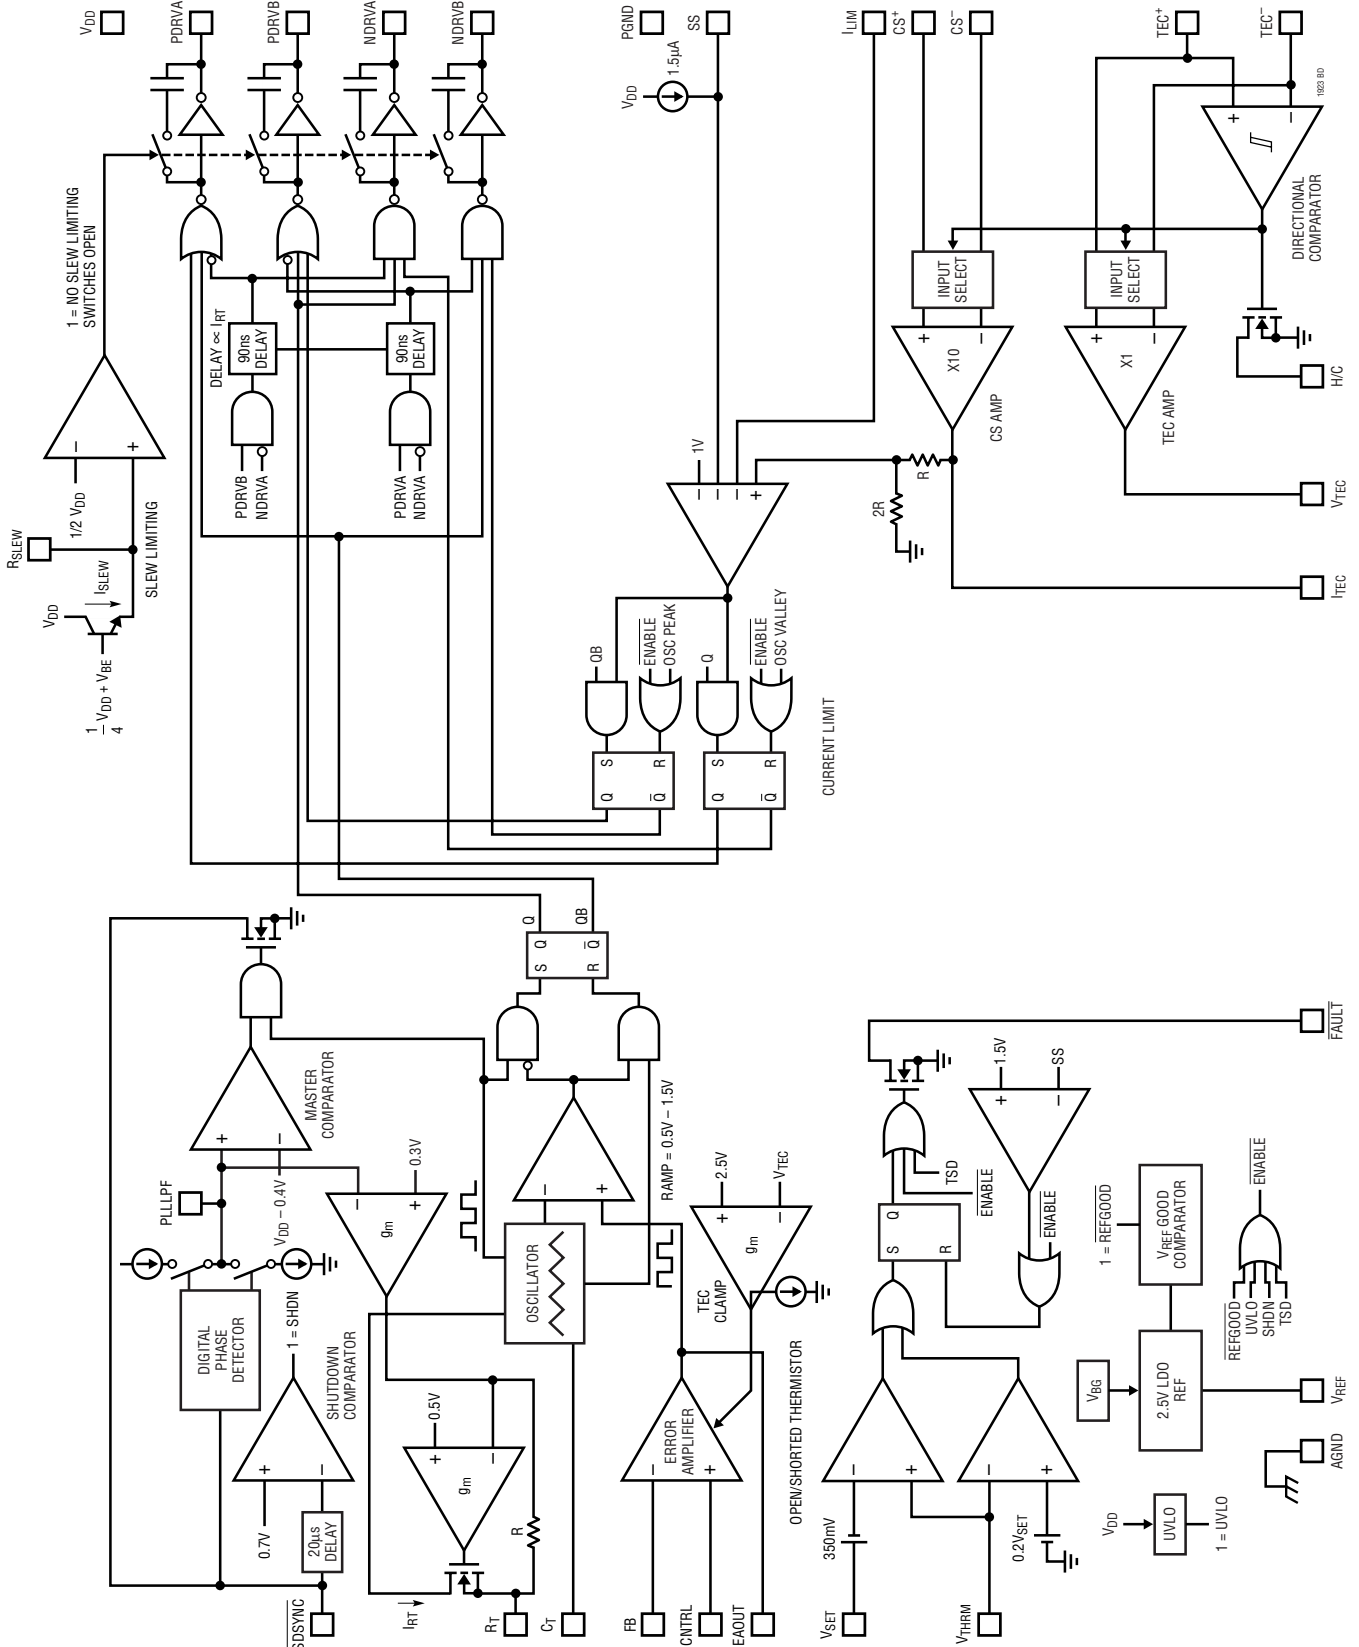 VDD
PDRVA
PDRVB
NDRVA
NDRVB
PGND
SS
ILIM
CS+
CS−
TEC+
TEC−
1923 BD
1.5µA
VDD
1 = NO SLEW LIMITING
SWITCHES OPEN
+
−
DIRECTIONAL
COMPARATOR
INPUT
SELECT
INPUT
SELECT
DELAY ∝ IRT
90ns
DELAY
90ns
DELAY
+
−
X10
CS AMP
+
−
X1
TEC AMP
H/C
−
+
1/2 VDD
PDRVB
NDRVA
PDRVA
NDRVA
1V
−
−
−
+
R
2R
VTEC
RSLEW
SLEW LIMITING
ISLEW
VDD
1
4
VDD + VBE
ITEC
QB
ENABLE
OSC PEAK
Q
ENABLE
OSC VALLEY
S
R
Q
Q
S
R
Q
Q
CURRENT LIMIT
Q
QB
S
Q
R
Q
MASTER
COMPARATOR
+
−
PLLLPF
VDD − 0.4V
0.3V
−
+
gm
RAMP = 0.5V – 1.5V
−
+
OSCILLATOR
2.5V
VTEC
+
−
gm
TEC
CLAMP
DIGITAL
PHASE
DETECTOR
1 = SHDN
SHUTDOWN
COMPARATOR
+
−
0.7V
20µs
DELAY
SDSYNC
0.5V
+
−
gm
R
IRT
RT
CT
ERROR
AMPLIFIER
−
+
FB
CNTRL
EAOUT
OPEN/SHORTED THERMISTOR
FAULT
1.5V
SS
+
−
TSD
ENABLE
Q
S
R
ENABLE
−
+
−
+
350mV
0.2VSET
VSET
VTHRM
1 = REFGOOD
VREFGOOD
COMPARATOR
ENABLE
REFGOOD
UVLO
SHDN
TSD
VBG
2.5V LDO
REF
VREF
AGND
VDD
UVLO
1 = UVLO